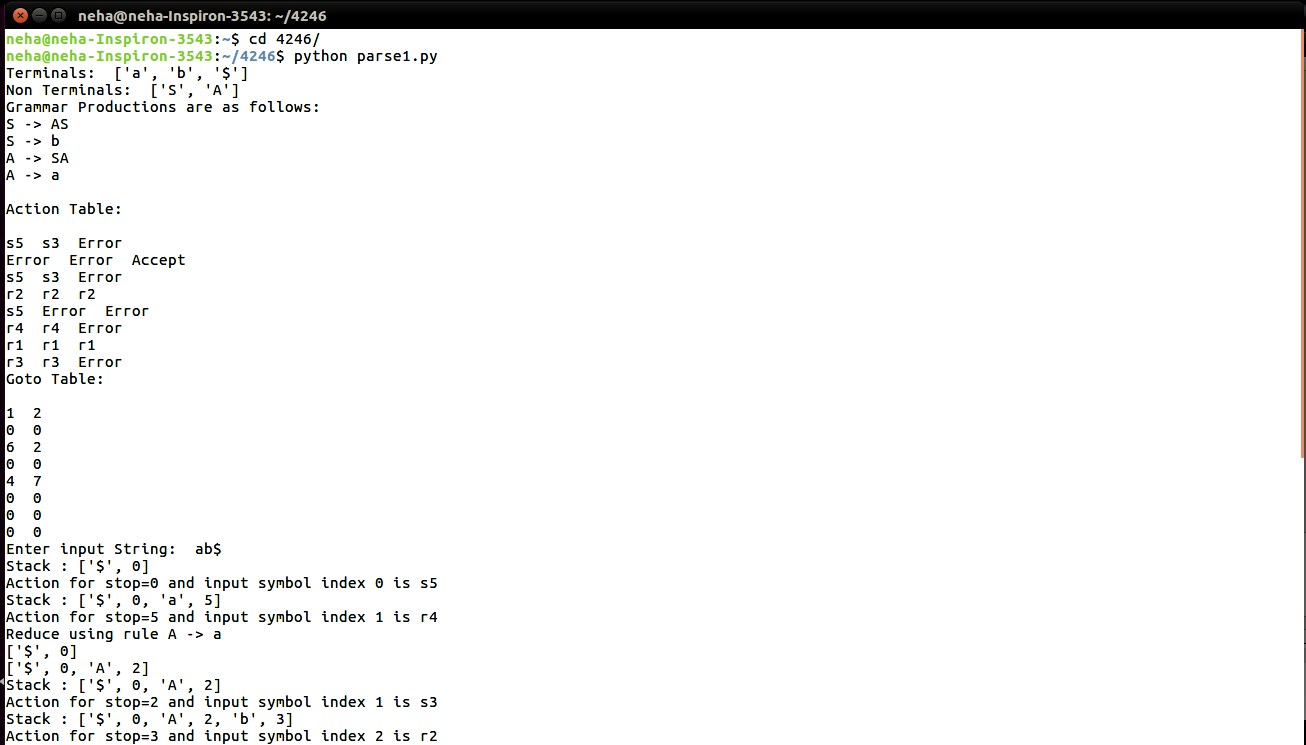 neha@neha-Inspiron-3543: ~/4246
neha@neha-Inspiron-3543:~$ cd 4246/
neha@neha-Inspiron-3543:~/4246$ python parse1.py
Terminals:  ['a', 'b', '$']
Non Terminals:  ['S', 'A']
Grammar Productions are as follows:
S -> AS
S -> b
A -> SA
A -> a
Action Table:
s5  s3  Error
Error  Error  Accept
s5  s3  Error
r2  r2  r2
s5  Error  Error
r4  r4  Error
r1  r1  r1
r3  r3  Error
Goto Table:
1  2
0  0
6  2
0  0
4  7
0  0
0  0
0  0
Enter input String:  ab$
Stack : ['$', 0]
Action for stop=0 and input symbol index 0 is s5
Stack : ['$', 0, 'a', 5]
Action for stop=5 and input symbol index 1 is r4
Reduce using rule A -> a
['$', 0]
['$', 0, 'A', 2]
Stack : ['$', 0, 'A', 2]
Action for stop=2 and input symbol index 1 is s3
Stack : ['$', 0, 'A', 2, 'b', 3]
Action for stop=3 and input symbol index 2 is r2